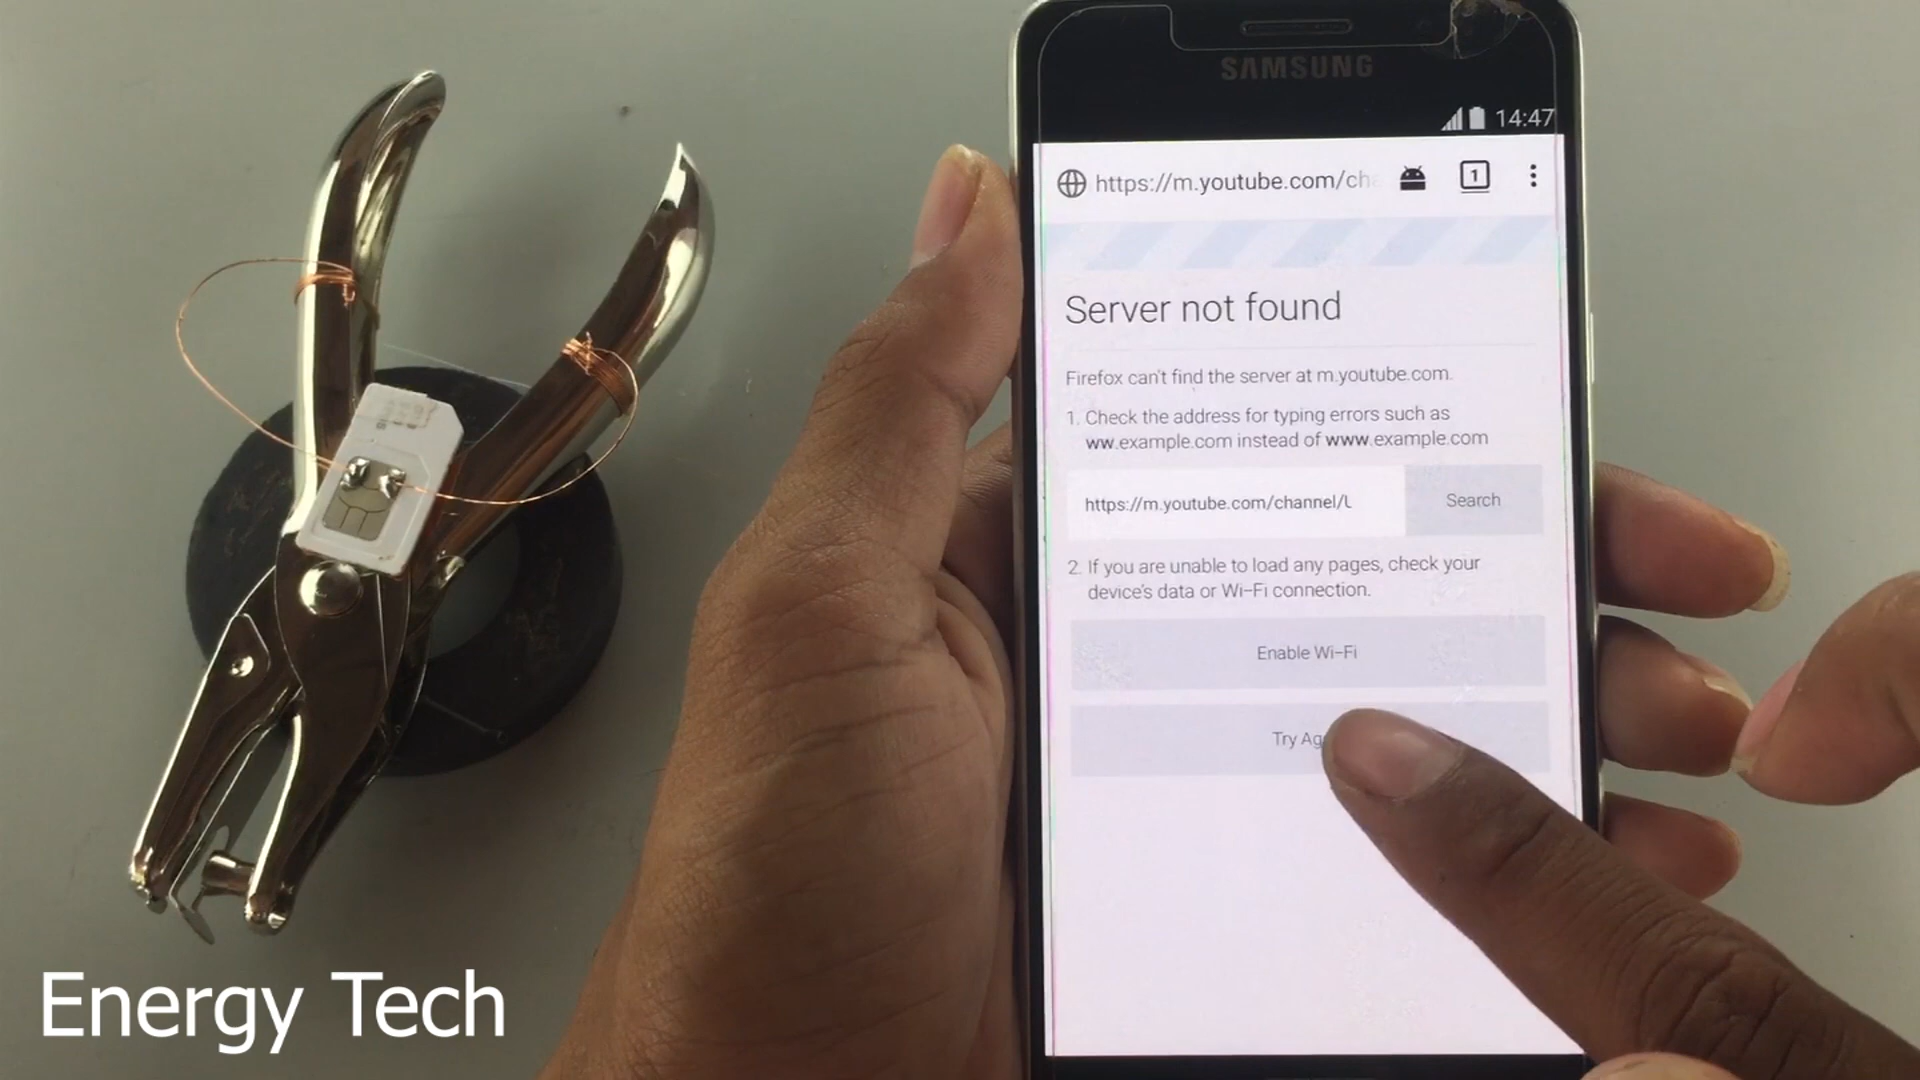 SAMSUNG
14:47
https://m.youtube.com/cha
1
Server not found
Firefox can't find the server at m.youtube.com.
1. Check the address for typing errors such as
ww.example.com instead of www.example.com
https://m.youtube.com/channel/U
Search
2. If you are unable to load any pages, check your
device's data or Wi-Fi connection.
Enable Wi-Fi
Try Ag
Energy Tech